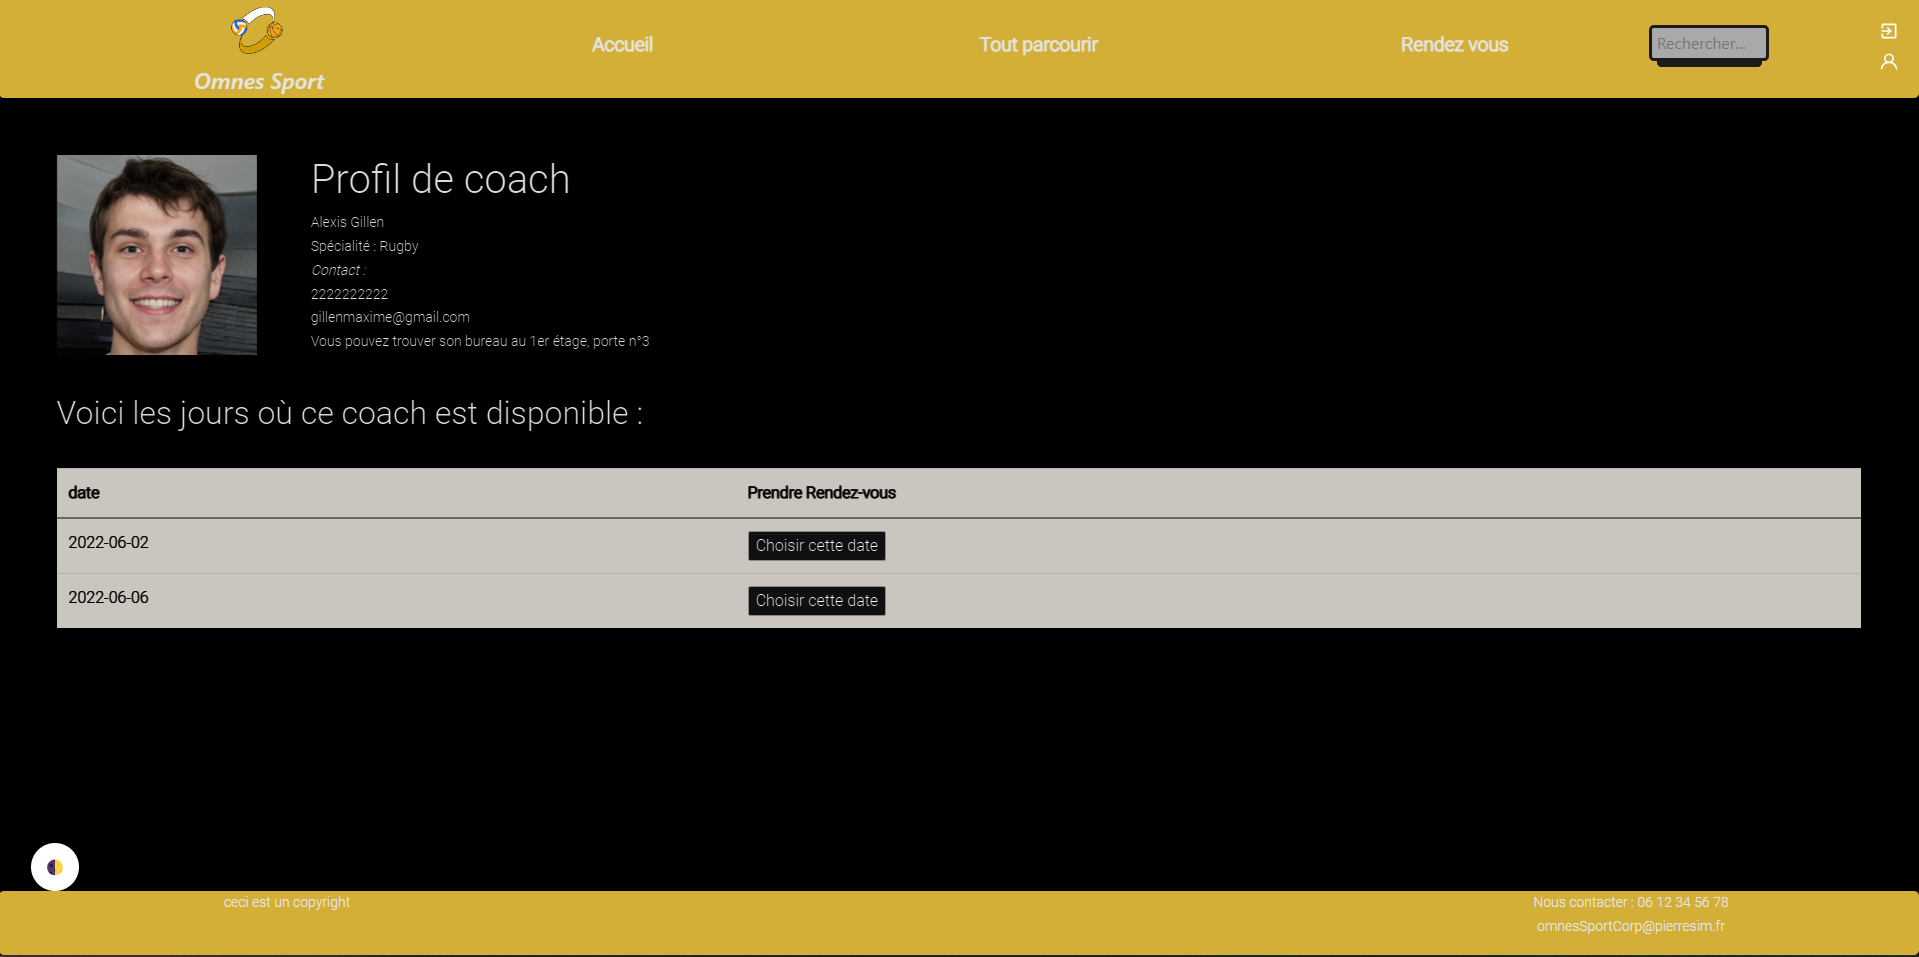 Omnes Sport
Accueil
Tout parcourir
Rendez vous
Rechercher...
Profil de coach
Alexis Gillen
Spécialité : Rugby
Contact :
2222222222
gillenmaxime@gmail.com
Vous pouvez trouver son bureau au 1er étage, porte n°3
Voici les jours où ce coach est disponible :
date
Prendre Rendez-vous
2022-06-02
Choisir cette date
2022-06-06
Choisir cette date
ceci est un copyright
Nous contacter : 06 12 34 56 78
omnesSportCorp@pierresim.fr